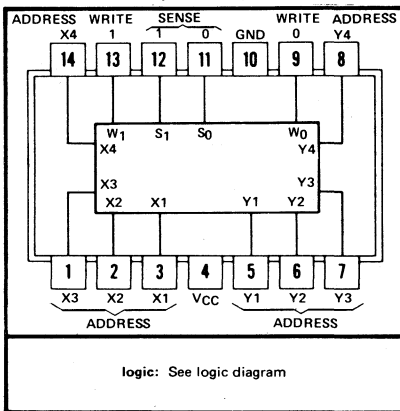 ADDRESS WRITE SENSE WRITE ADDRESS
X4 1 1 0 GND 0 Y4
14 13 12 11 10 9 8
W1 S1 S0 W0
X4 Y4
X3 Y3
X2 X1 Y1 Y2
1 2 3 4 5 6 7
X3 X2 X1 VCC Y1 Y2 Y3
ADDRESS ADDRESS
logic: See logic diagram